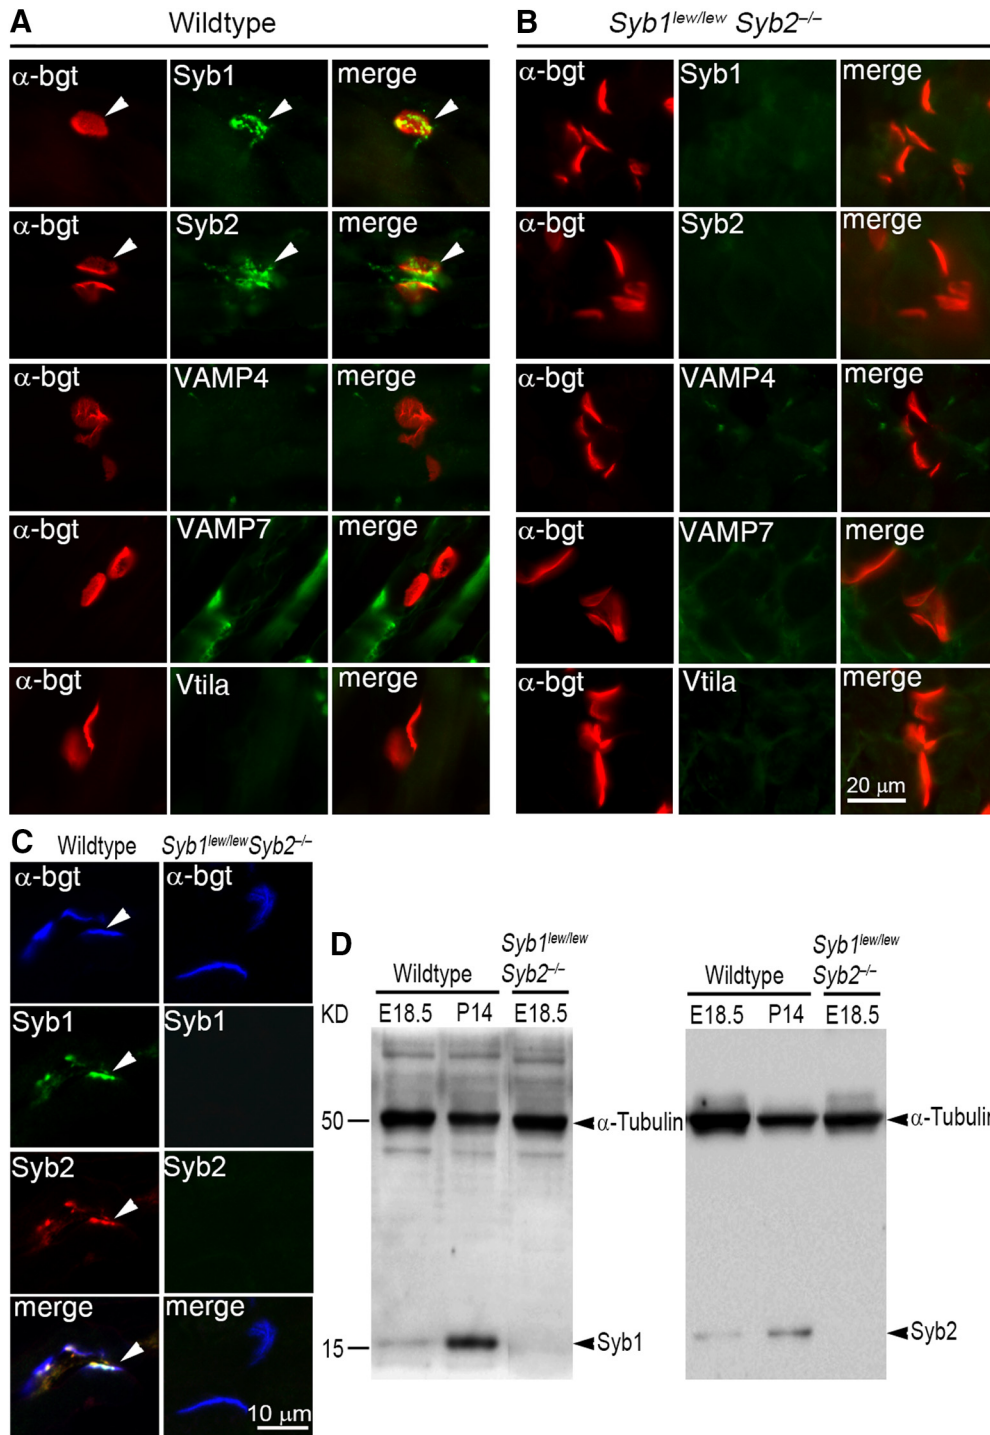 A Wildtype
α-bgt Syb1 merge
α-bgt Syb2 merge
α-bgt VAMP4 merge
α-bgt VAMP7 merge
α-bgt Vtila merge
B Syb1lew/lew Syb2–/–
α-bgt Syb1 merge
α-bgt Syb2 merge
α-bgt VAMP4 merge
α-bgt VAMP7 merge
α-bgt Vtila merge
20 μm
C Wildtype Syb1lew/lewSyb2–/–
α-bgt α-bgt
Syb1 Syb1
Syb2 Syb2
merge merge
10 μm
D
Wildtype Syb1lew/lew Syb2–/–
KD E18.5 P14 E18.5
50 α-Tubulin
15 Syb1
Wildtype Syb1lew/lew Syb2–/–
E18.5 P14 E18.5
α-Tubulin
Syb2